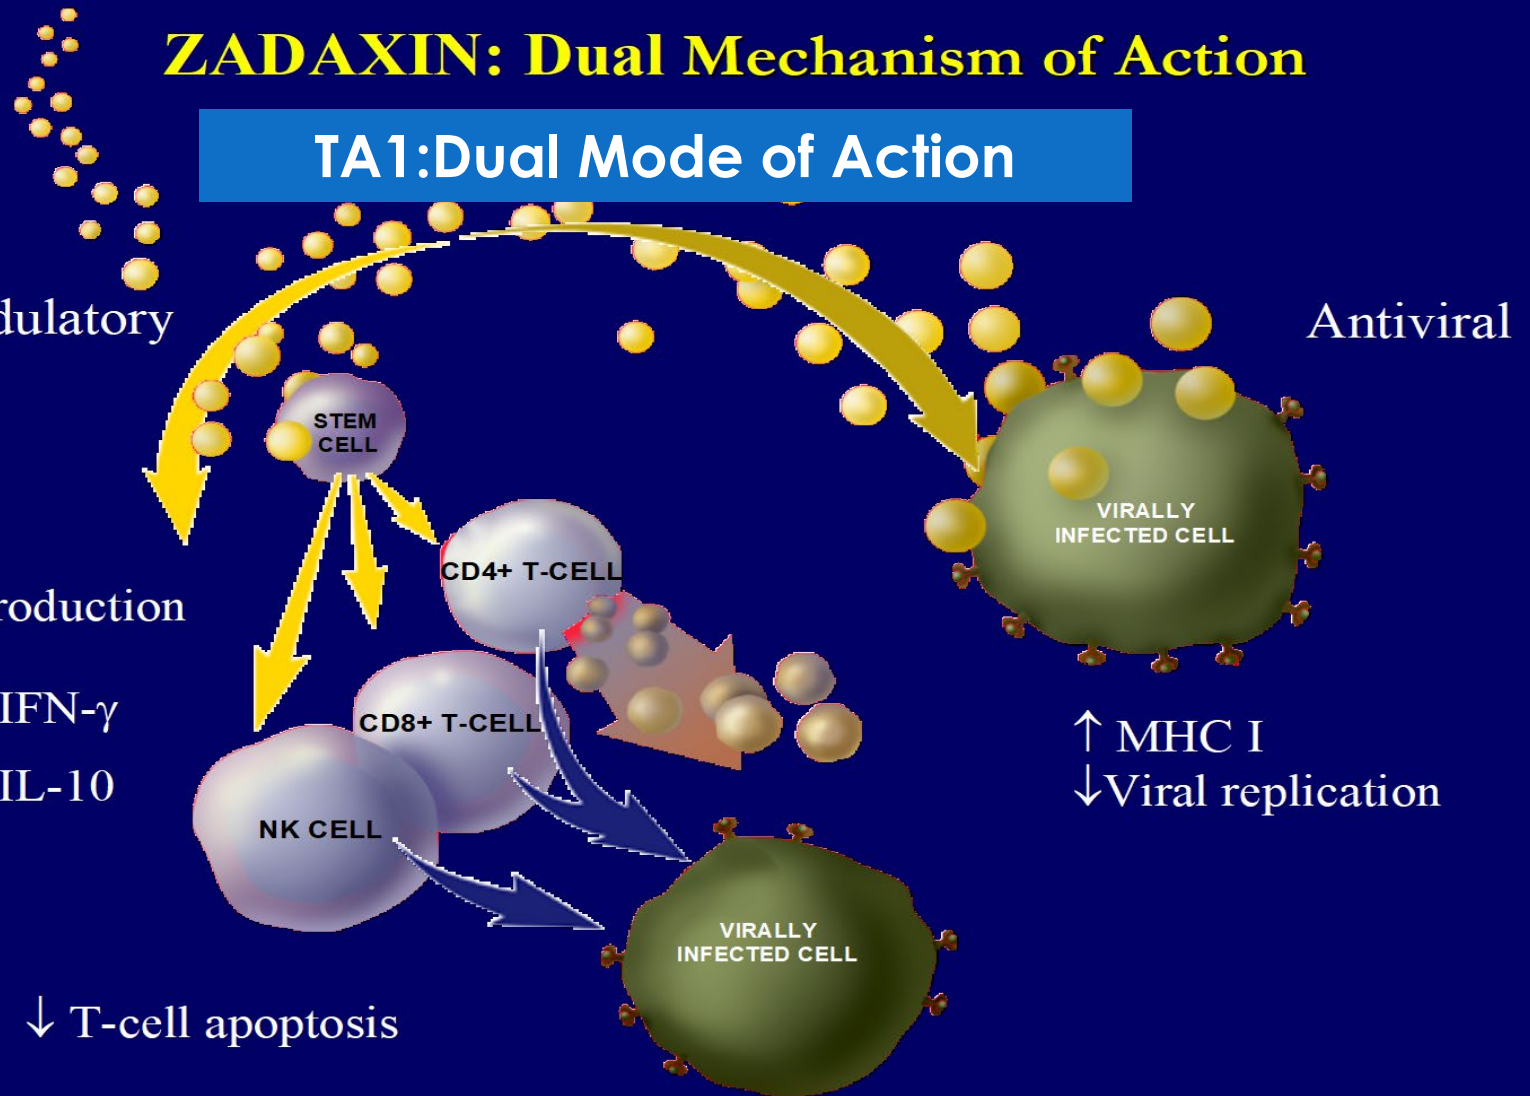 ZADAXIN: Dual Mechanism of Action
TA1:Dual Mode of Action
dulatory
Antiviral
STEM
CELL
VIRALLY
INFECTED CELL
CD4+ T-CELL
roduction
IFN-γ
CD8+ T-CELL
↑ MHC I
IL-10
↓Viral replication
NK CELL
VIRALLY
INFECTED CELL
↓ T-cell apoptosis